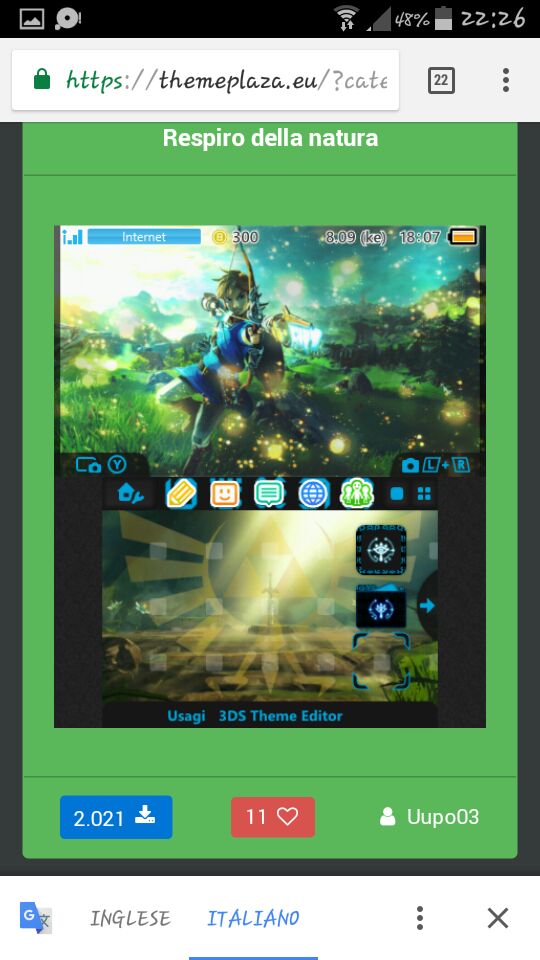 48% 22:26
https://themeplaza.eu/?cate
22
Respiro della natura
Internet 300 8.09 (ke) 18:07
Y L+R
Usagi 3DS Theme Editor
2.021 11 Uupo03
G 文 INGLESE ITALIANO